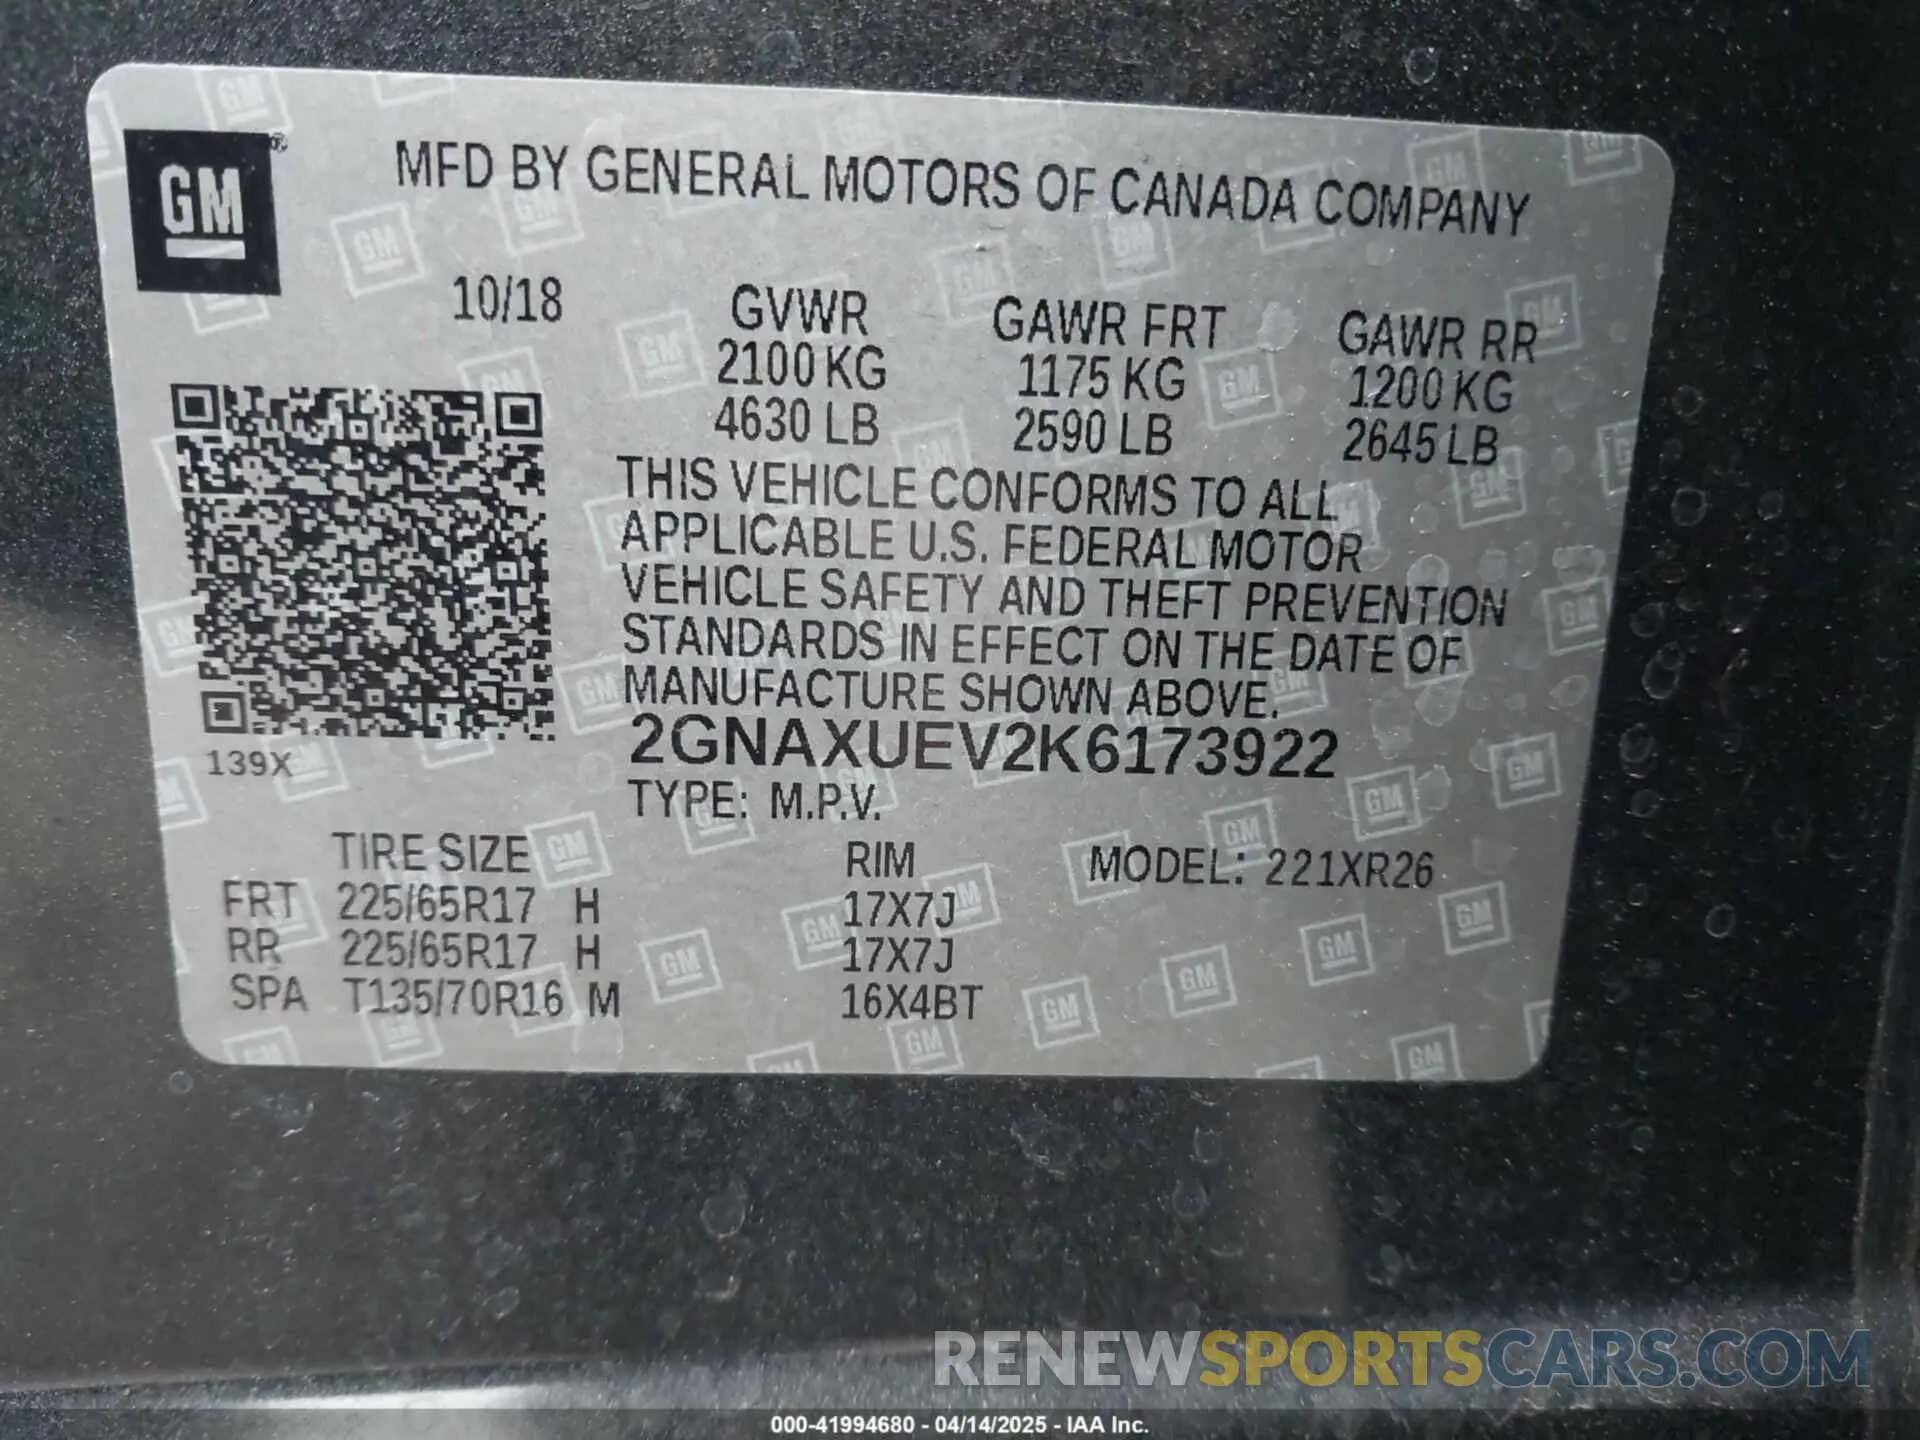 GM ®
MFD BY GENERAL MOTORS OF CANADA COMPANY
10/18
GVWR GAWR FRT GAWR RR
2100 KG 1175 KG 1200 KG
4630 LB 2590 LB 2645 LB
THIS VEHICLE CONFORMS TO ALL
APPLICABLE U.S. FEDERAL MOTOR
VEHICLE SAFETY AND THEFT PREVENTION
STANDARDS IN EFFECT ON THE DATE OF
MANUFACTURE SHOWN ABOVE.
2GNAXUEV2K6173922
139X
TYPE: M.P.V.
TIRE SIZE RIM MODEL: 221XR26
FRT 225/65R17 H 17X7J
RR 225/65R17 H 17X7J
SPA T135/70R16 M 16X4BT
RENEWSPORTSCARS.COM
000-41994680 - 04/14/2025 - IAA Inc.